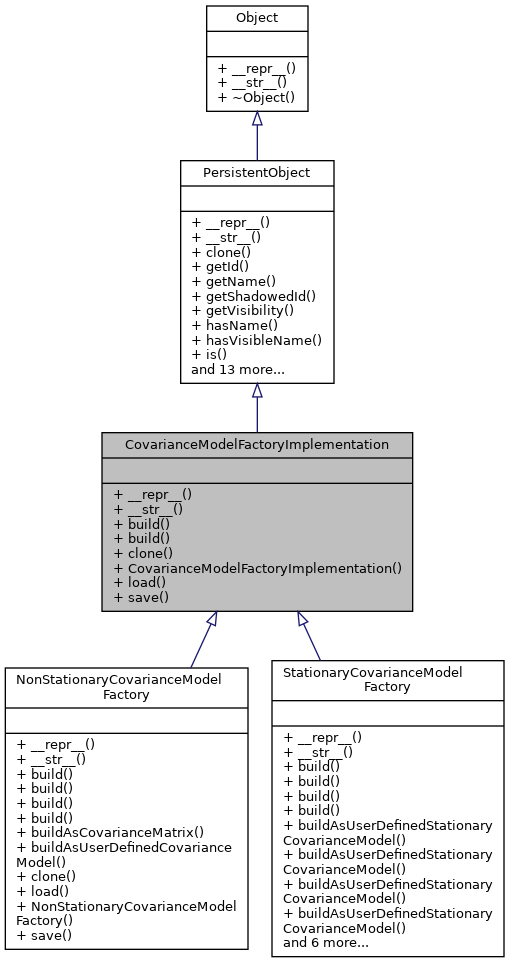 Object
+ __repr__()
+ __str__()
+ ~Object()
PersistentObject
+ __repr__()
+ __str__()
+ clone()
+ getId()
+ getName()
+ getShadowedId()
+ getVisibility()
+ hasName()
+ hasVisibleName()
+ is()
and 13 more...
CovarianceModelFactoryImplementation
+ __repr__()
+ __str__()
+ build()
+ build()
+ clone()
+ CovarianceModelFactoryImplementation()
+ load()
+ save()
NonStationaryCovarianceModel
Factory
+ __repr__()
+ __str__()
+ build()
+ build()
+ build()
+ build()
+ buildAsCovarianceMatrix()
+ buildAsUserDefinedCovariance
Model()
+ clone()
+ load()
+ NonStationaryCovarianceModel
Factory()
+ save()
StationaryCovarianceModel
Factory
+ __repr__()
+ __str__()
+ build()
+ build()
+ build()
+ build()
+ buildAsUserDefinedStationary
CovarianceModel()
+ buildAsUserDefinedStationary
CovarianceModel()
+ buildAsUserDefinedStationary
CovarianceModel()
+ buildAsUserDefinedStationary
CovarianceModel()
and 6 more...